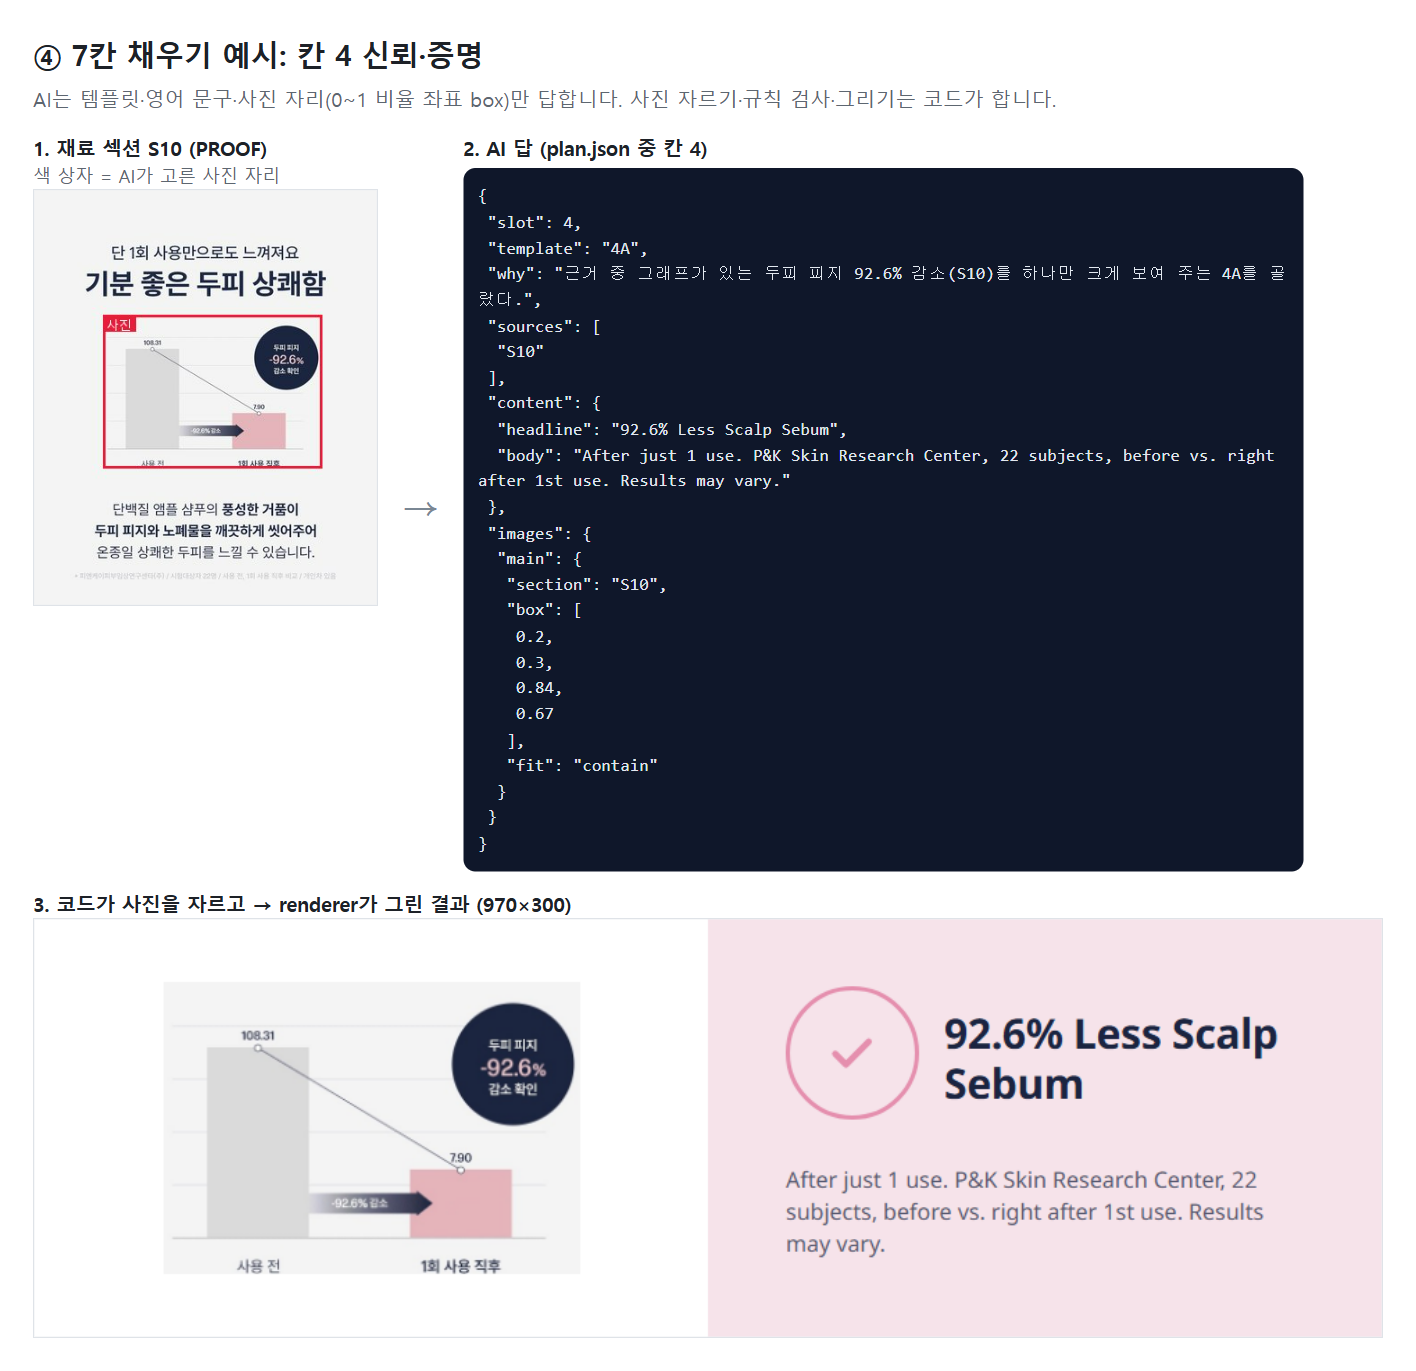 ④ 7칸 채우기 예시: 칸 4 신뢰·증명
AI는 템플릿·영어 문구·사진 자리(0~1 비율 좌표 box)만 답합니다. 사진 자르기·규칙 검사·그리기는 코드가 합니다.
1. 재료 섹션 S10 (PROOF)
색 상자 = AI가 고른 사진 자리
단 1회 사용만으로도 느껴져요
기분 좋은 두피 상쾌함
사진
108.31
두피 피지
-92.6%
감소 확인
7.90
-92.6% 감소
사용 전
1회 사용 직후
단백질 앰플 샴푸의 풍성한 거품이
두피 피지와 노폐물을 깨끗하게 씻어주어
온종일 상쾌한 두피를 느낄 수 있습니다.
→
2. AI 답 (plan.json 중 칸 4)
{
"slot": 4,
"template": "4A",
"why": "근거 중 그래프가 있는 두피 피지 92.6% 감소(S10)를 하나만 크게 보여 주는 4A를 골
랐다.",
"sources": [
"S10"
],
"content": {
"headline": "92.6% Less Scalp Sebum",
"body": "After just 1 use. P&K Skin Research Center, 22 subjects, before vs. right
after 1st use. Results may vary."
},
"images": {
"main": {
"section": "S10",
"box": [
0.2,
0.3,
0.84,
0.67
],
"fit": "contain"
}
}
}
3. 코드가 사진을 자르고 → renderer가 그린 결과 (970×300)
108.31
두피 피지
-92.6%
감소 확인
7.90
-92.6% 감소
사용 전
1회 사용 직후
92.6% Less Scalp
Sebum
After just 1 use. P&K Skin Research Center, 22
subjects, before vs. right after 1st use. Results
may vary.